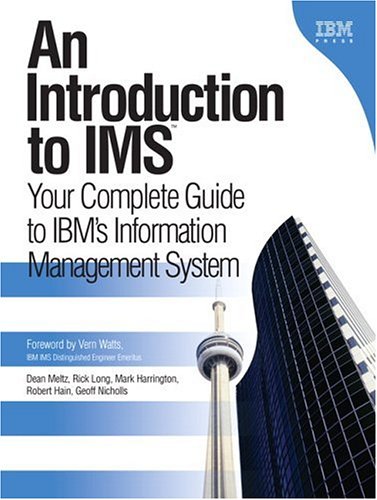 IBM
PRESS
An
Introduction
to IMS™
Your Complete Guide
to IBM's Information
Management System
Foreword by Vern Watts,
IBM IMS Distinguished Engineer Emeritus
Dean Meltz, Rick Long, Mark Harrington,
Robert Hain, Geoff Nicholls